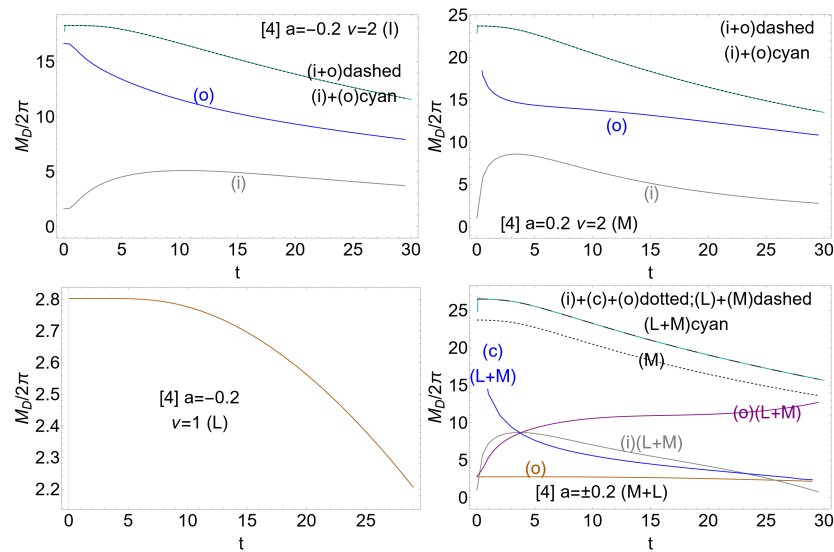 [4] a=−0.2 ν=2 (I)
(i+o)dashed
(i)+(o)cyan
(o)
(i)
M_D/2π
15
10
5
0
0 5 10 15 20 25 30
t
25
20
15
10
5
0
M_D/2π
(i+o)dashed
(i)+(o)cyan
(o)
(i)
[4] a=0.2 ν=2 (M)
0 5 10 15 20 25 30
t
2.8
2.7
2.6
2.5
2.4
2.3
2.2
M_D/2π
[4] a=−0.2
ν=1 (L)
0 5 10 15 20 25
t
25
20
15
10
5
0
M_D/2π
(i)+(c)+(o)dotted;(L)+(M)dashed
(L+M)cyan
(c)
(L+M)
(M)
(o)(L+M)
(i)(L+M)
(o)
[4] a=±0.2 (M+L)
0 5 10 15 20 25 30
t